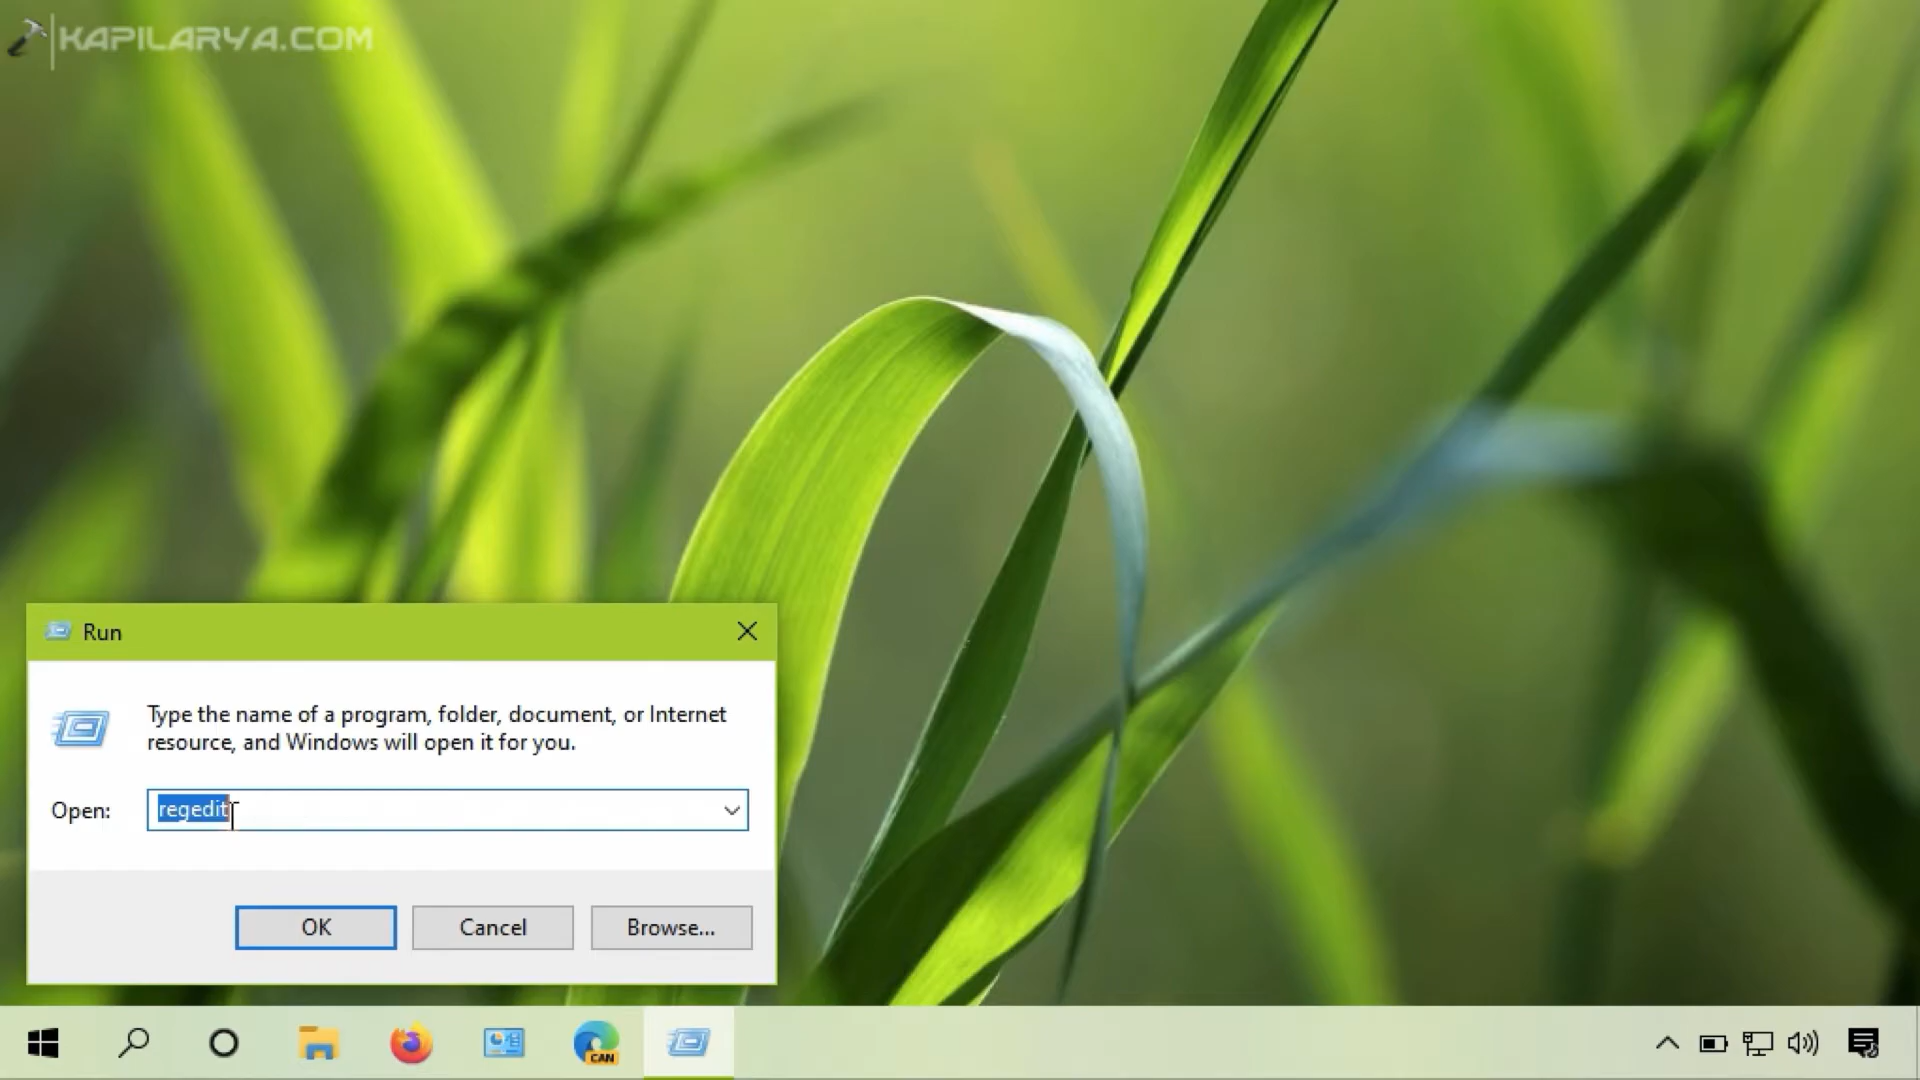 KAPILARYA.COM
Run
Type the name of a program, folder, document, or Internet
resource, and Windows will open it for you.
Open:
regedit
OK
Cancel
Browse...
CAN